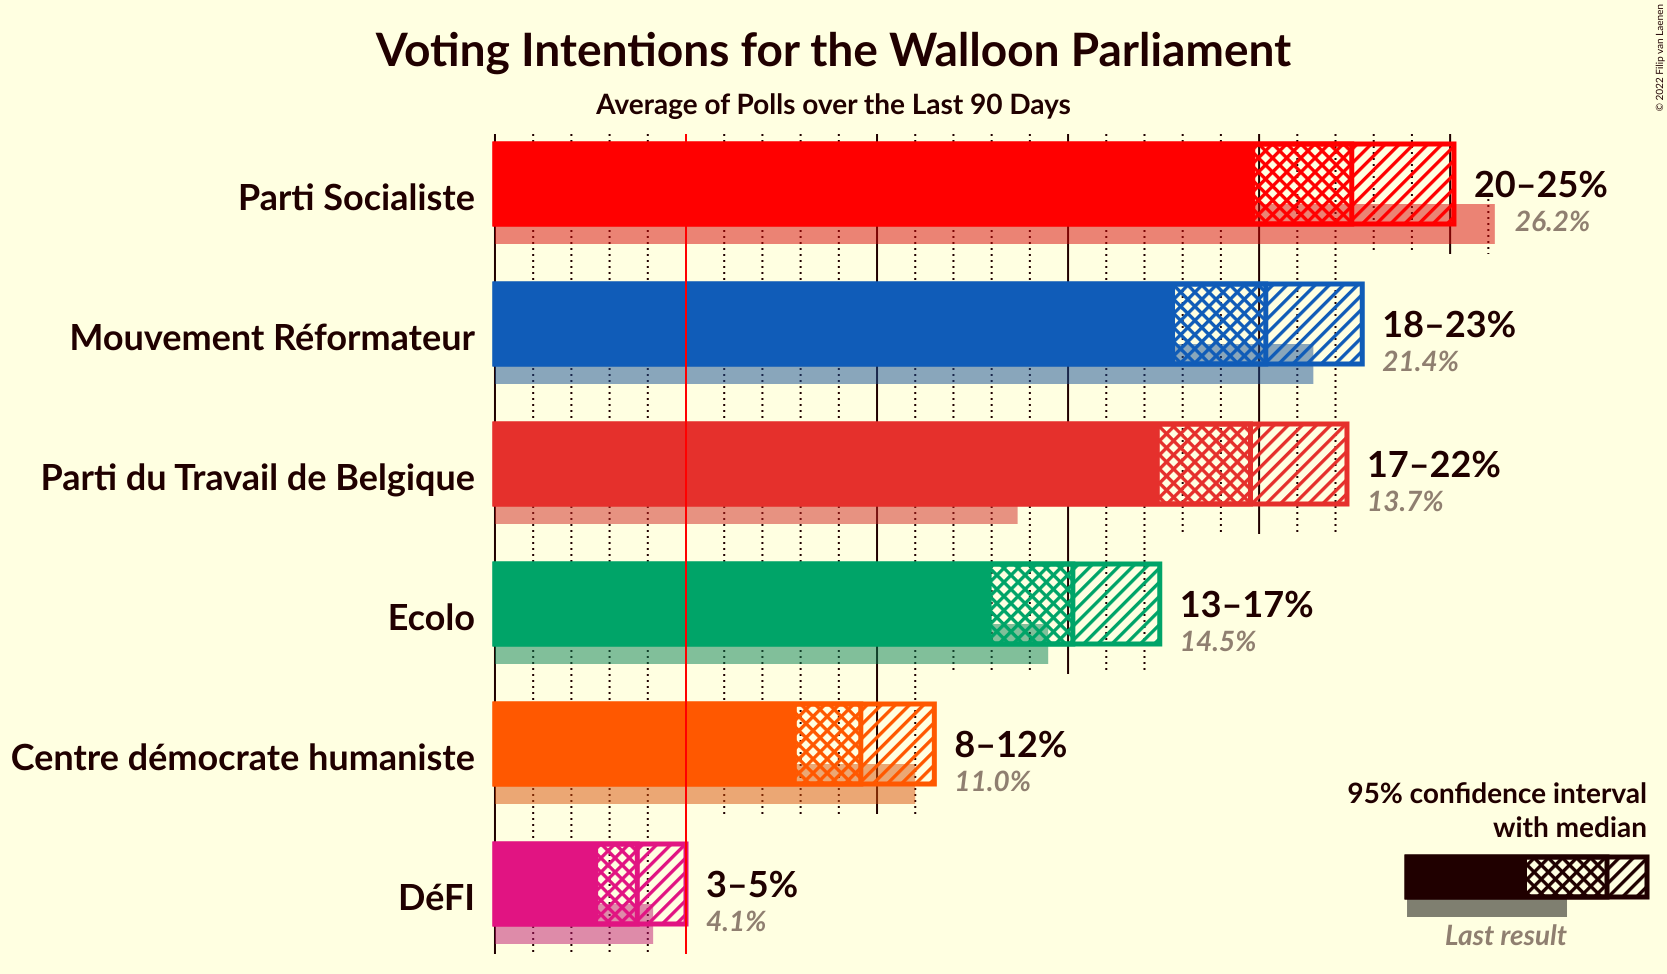 Voting Intentions for the Walloon Parliament
Average of Polls over the Last 90 Days
© 2022 Filip van Laenen
Parti Socialiste
20–25%
26.2%
Mouvement Réformateur
18–23%
21.4%
Parti du Travail de Belgique
17–22%
13.7%
Ecolo
13–17%
14.5%
Centre démocrate humaniste
8–12%
11.0%
DéFI
3–5%
4.1%
95% confidence interval
with median
Last result